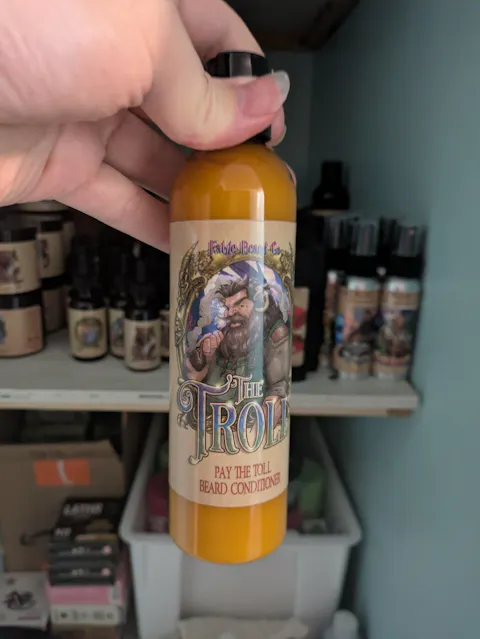 Fable Beard Co
THE
TROLL
PAY THE TOLL
BEARD CONDITIONER